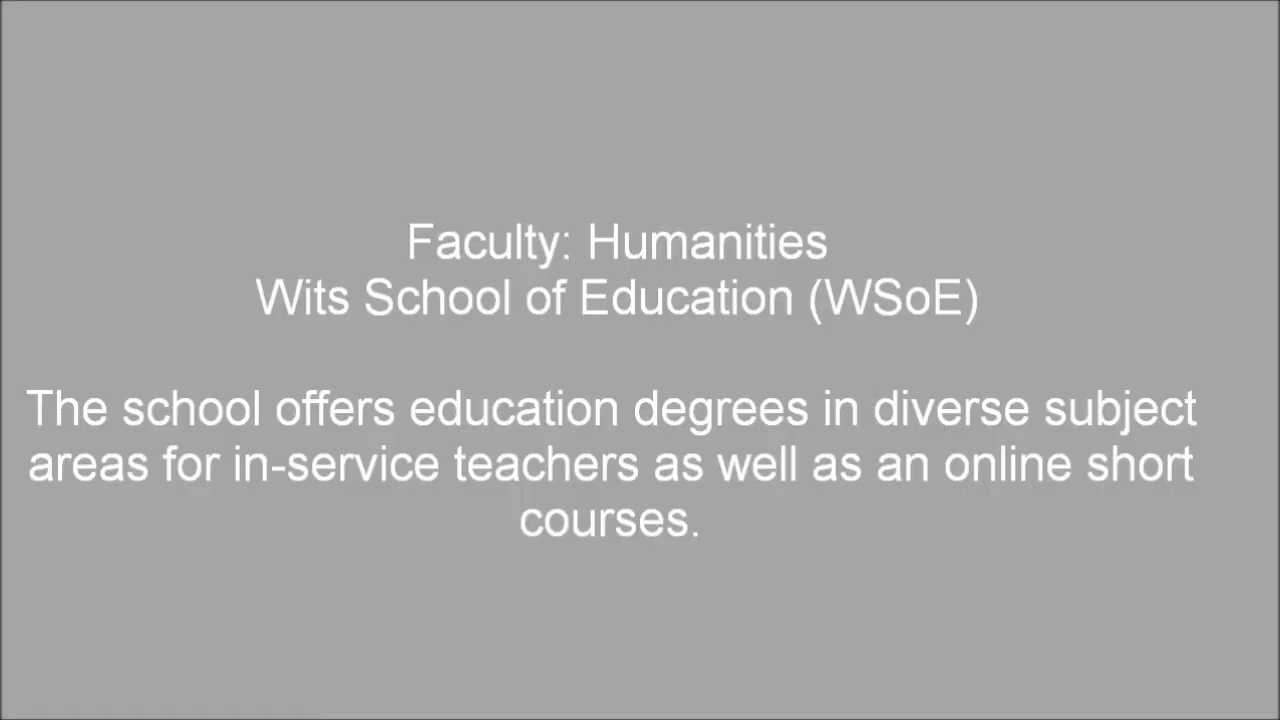 Faculty: Humanities
Wits School of Education (WSoE)
The school offers education degrees in diverse subject
areas for in-service teachers as well as an online short
courses.